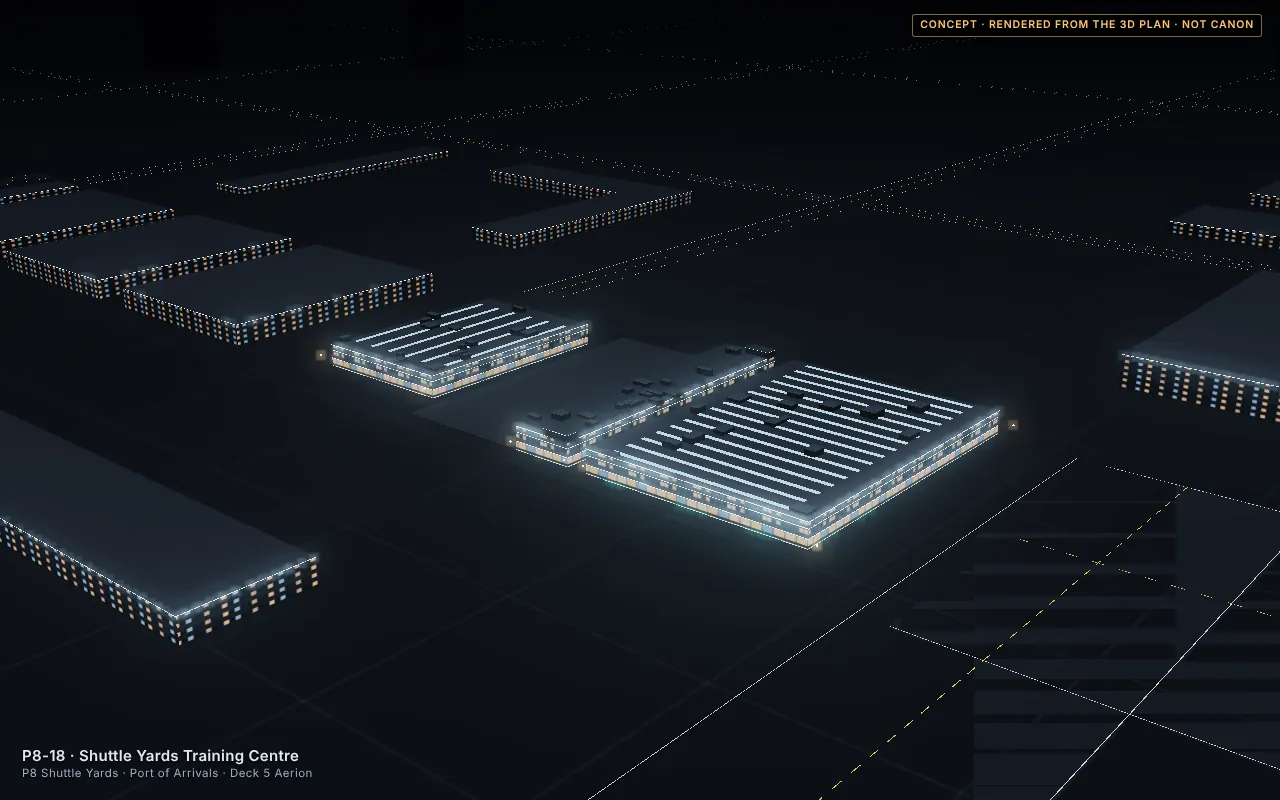 CONCEPT · RENDERED FROM THE 3D PLAN · NOT CANON
P8-18 · Shuttle Yards Training Centre
P8 Shuttle Yards · Port of Arrivals · Deck 5 Aerion